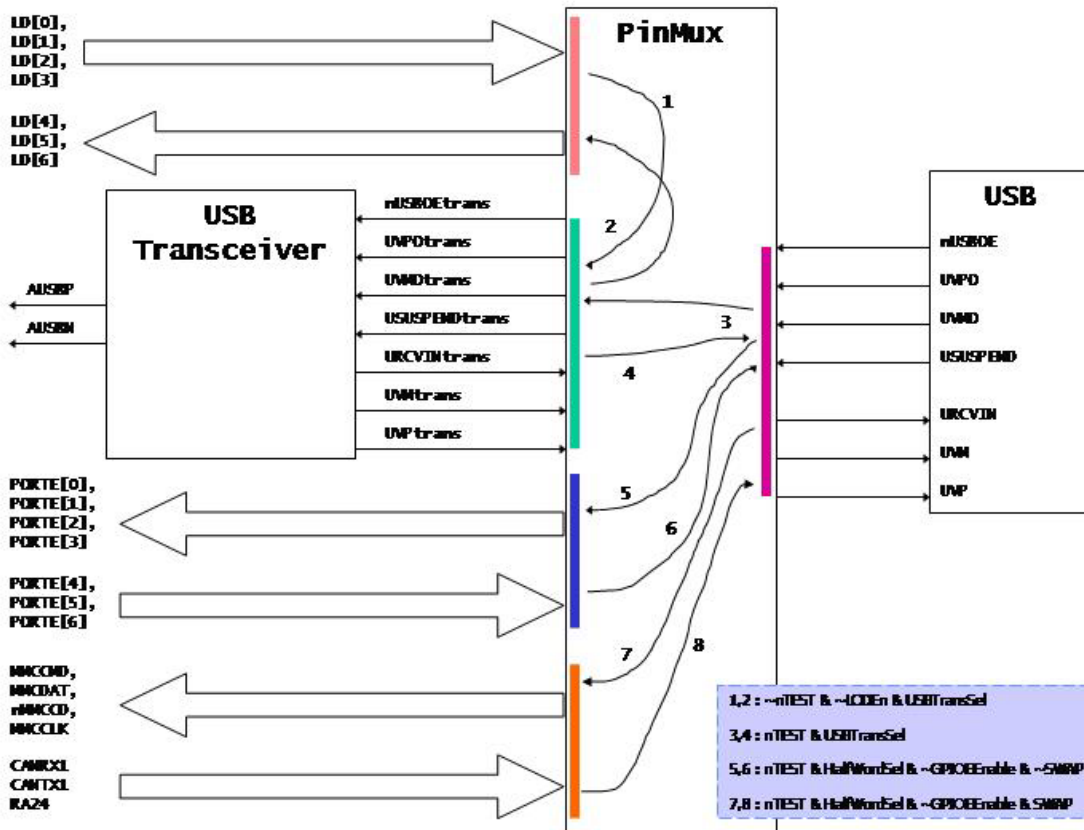 LD[0],
LD[1],
LD[2],
LD[3]
LD[4],
LD[5],
LD[6]
PinMux
1
2
USB
Transceiver
nUSBOEtrans
UVPOtrans
UVMOtrans
USUSPENDtrans
URCVINtrans
UVMtrans
UVPtrans
AUSBP
AUSBN
3
4
USB
nUSBOE
UVPO
UVMO
USUSPEND
URCVIN
UVM
UVP
PORTE[0],
PORTE[1],
PORTE[2],
PORTE[3]
PORTE[4],
PORTE[5],
PORTE[6]
5
6
MMCCMD,
MMCDAT,
nMMCCD,
MMCCLK
CANRX1
CANTX1
RA24
7
8
1,2 : ~nTEST & ~LCDEn & USBTransSel
3,4 : nTEST & USBTransSel
5,6 : nTEST & HalfWordSel & ~GPIOEEnable & ~SWAP
7,8 : nTEST & HalfWordSel & ~GPIOEEnable & SWAP